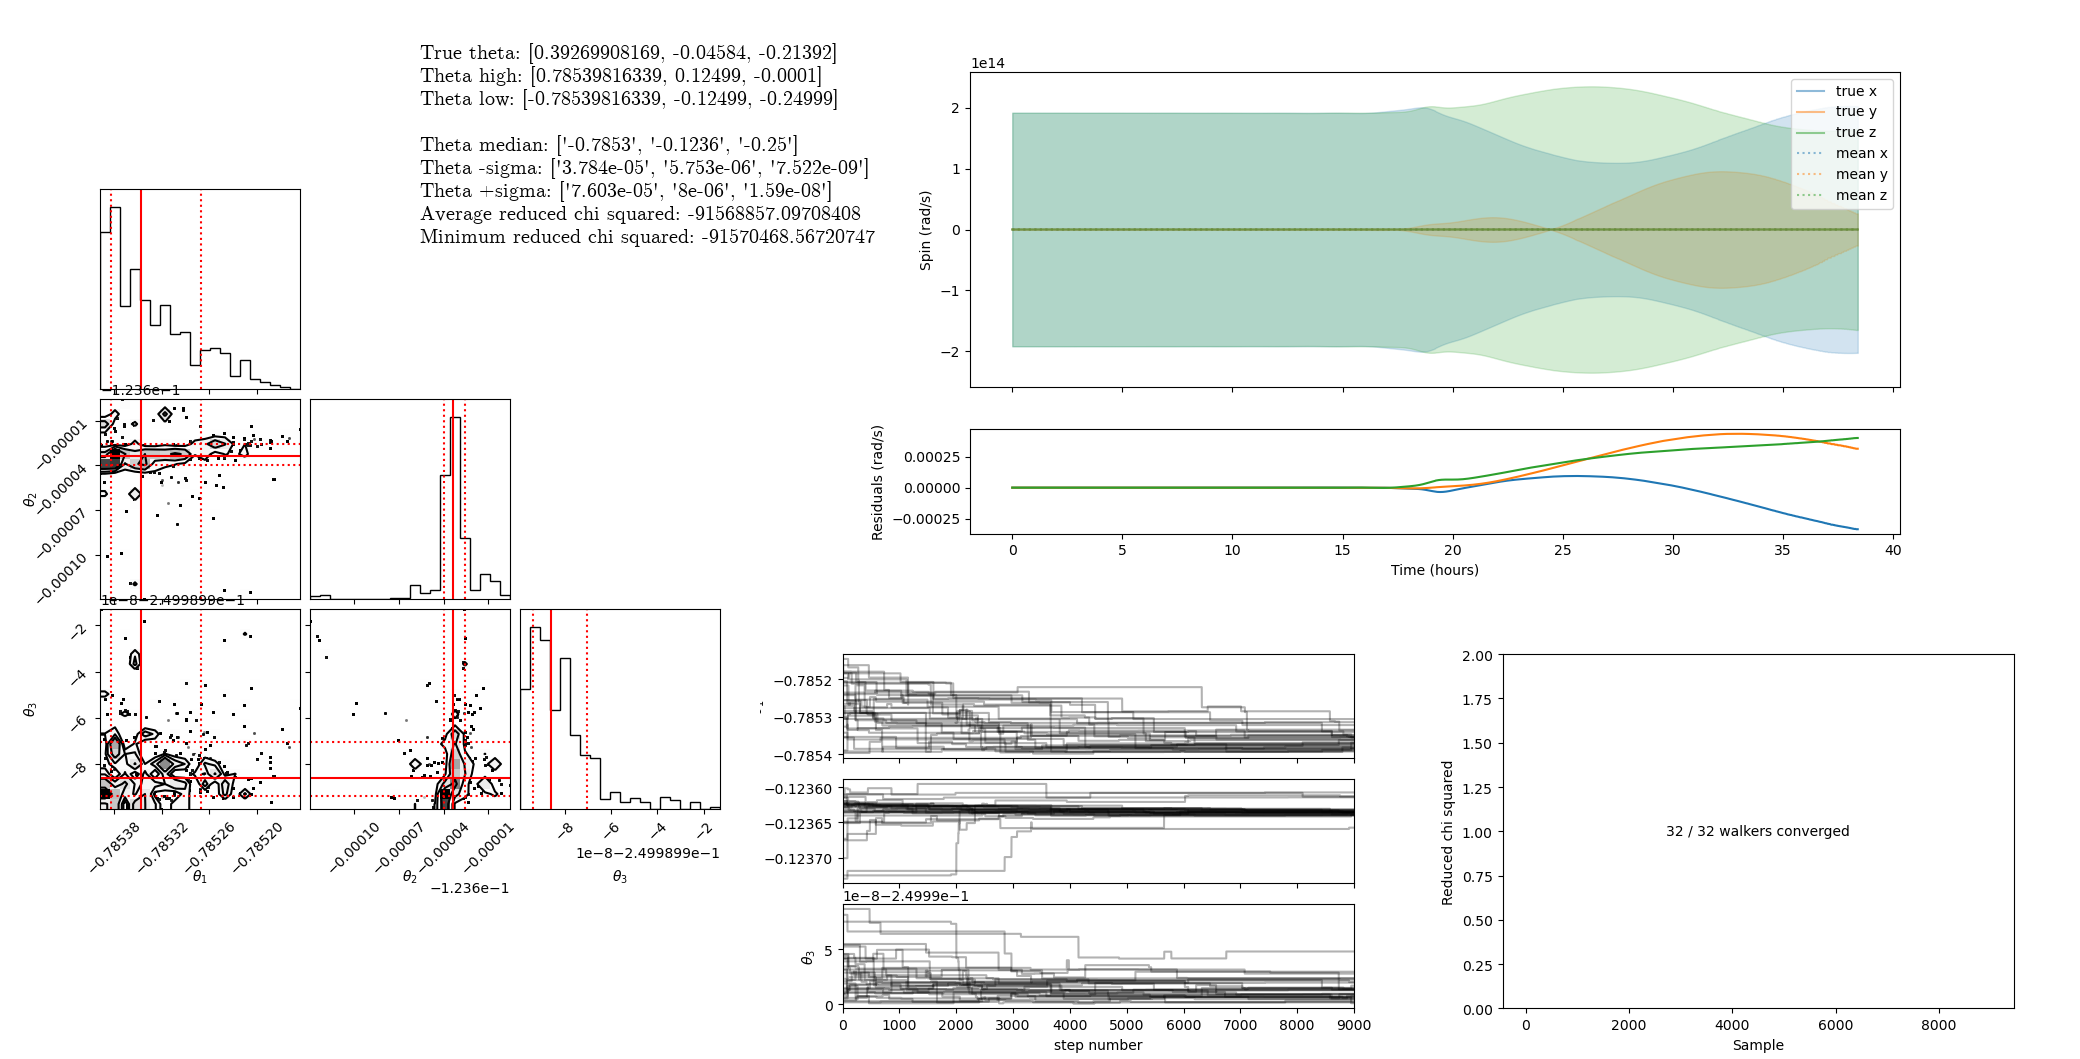 True theta: [0.39269908169, -0.04584, -0.21392]
Theta high: [0.78539816339, 0.12499, -0.0001]
Theta low: [-0.78539816339, -0.12499, -0.24999]
Theta median: ['-0.7853', '-0.1236', '-0.25']
Theta -sigma: ['3.784e-05', '5.753e-06', '7.522e-09']
Theta +sigma: ['7.603e-05', '8e-06', '1.59e-08']
Average reduced chi squared: -91568857.09708408
Minimum reduced chi squared: -91570468.56720747
−1.236e−1
−0.00001
−0.00004
−0.00007
−0.00010
θ2
1e−8−2.499899e−1
−2
−4
−6
−8
θ3
−0.78538
−0.78532
−0.78526
−0.78520
θ1
−0.00010
−0.00007
−0.00004
−0.00001
θ2
−1.236e−1
−8
−6
−4
−2
1e−8−2.499899e−1
θ3
1e14
2
1
0
−1
−2
Spin (rad/s)
true x
true y
true z
mean x
mean y
mean z
0.00025
0.00000
−0.00025
Residuals (rad/s)
0
5
10
15
20
25
30
35
40
Time (hours)
−0.7852
−0.7853
−0.7854
−0.12360
−0.12365
−0.12370
1e−8−2.4999e−1
5
0
θ3
0
1000
2000
3000
4000
5000
6000
7000
8000
9000
step number
2.00
1.75
1.50
1.25
1.00
0.75
0.50
0.25
0.00
Reduced chi squared
32 / 32 walkers converged
0
2000
4000
6000
8000
Sample